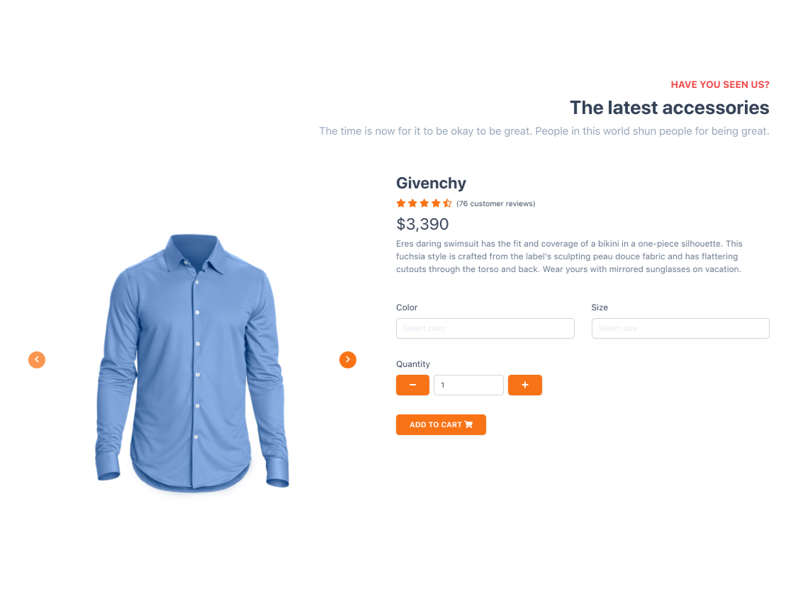 HAVE YOU SEEN US?
The latest accessories
The time is now for it to be okay to be great. People in this world shun people for being great.
Givenchy
(76 customer reviews)
$3,390
Eres daring swimsuit has the fit and coverage of a bikini in a one-piece silhouette. This
fuchsia style is crafted from the label's sculpting peau douce fabric and has flattering
cutouts through the torso and back. Wear yours with mirrored sunglasses on vacation.
Color Size
Select color Select size
Quantity
1
ADD TO CART